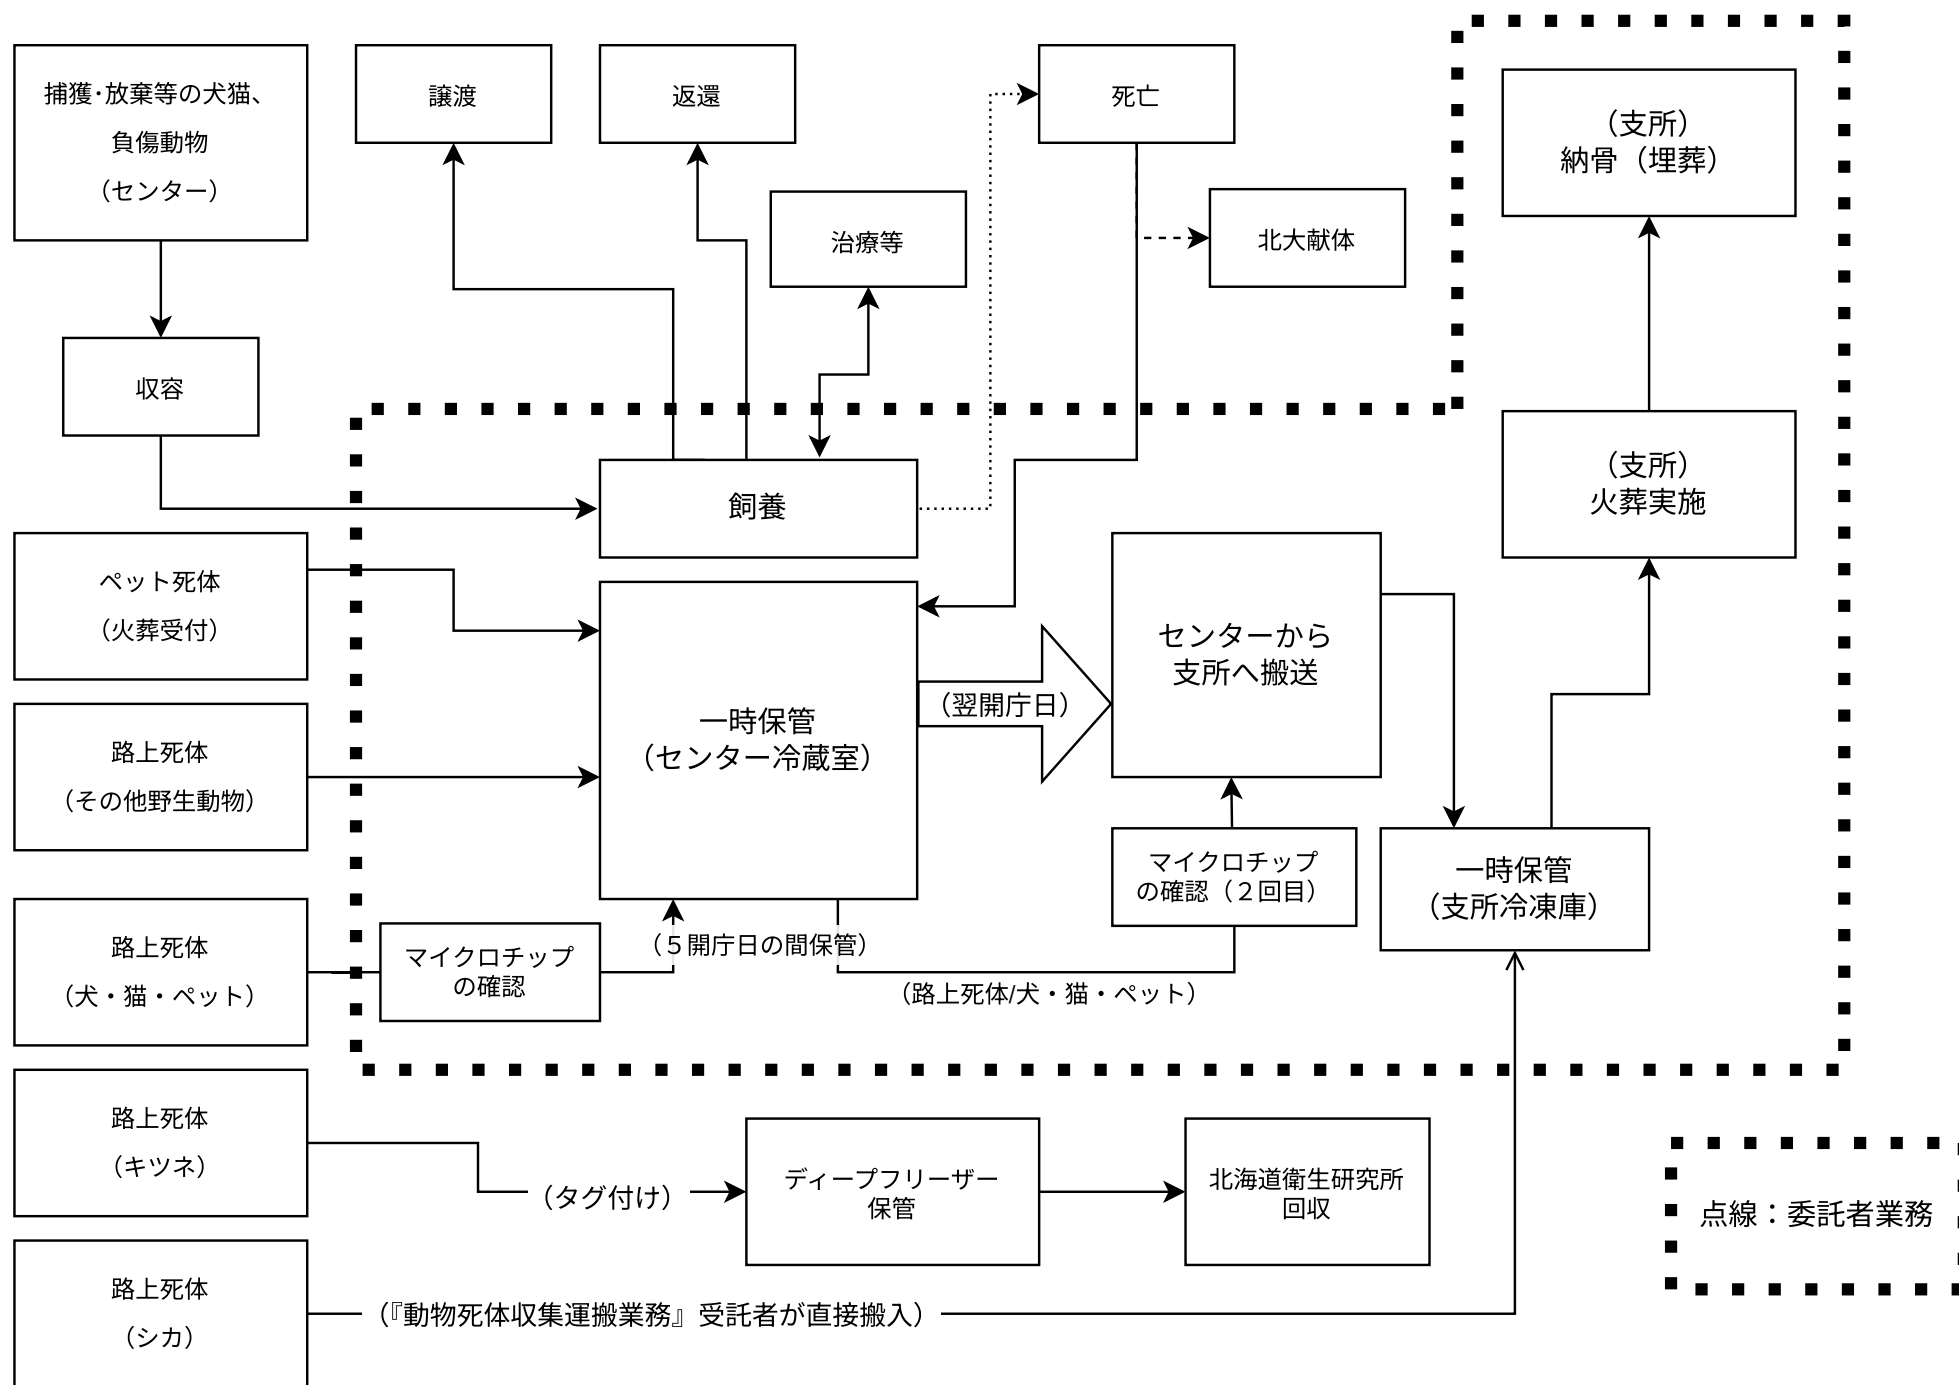 捕獲･放棄等の犬猫、
負傷動物
（センター）
譲渡
返還
死亡
（支所）
納骨（埋葬）
治療等
北大献体
収容
飼養
（支所）
火葬実施
ペット死体
（火葬受付）
センターから
支所へ搬送
一時保管
（センター冷蔵室）
（翌開庁日）
路上死体
（その他野生動物）
マイクロチップ
の確認（２回目）
一時保管
（支所冷凍庫）
路上死体
（犬・猫・ペット）
マイクロチップ
の確認
（５開庁日の間保管）
（路上死体/犬・猫・ペット）
路上死体
（キツネ）
（タグ付け）
ディープフリーザー
保管
北海道衛生研究所
回収
点線：委託者業務
路上死体
（シカ）
（『動物死体収集運搬業務』受託者が直接搬入）